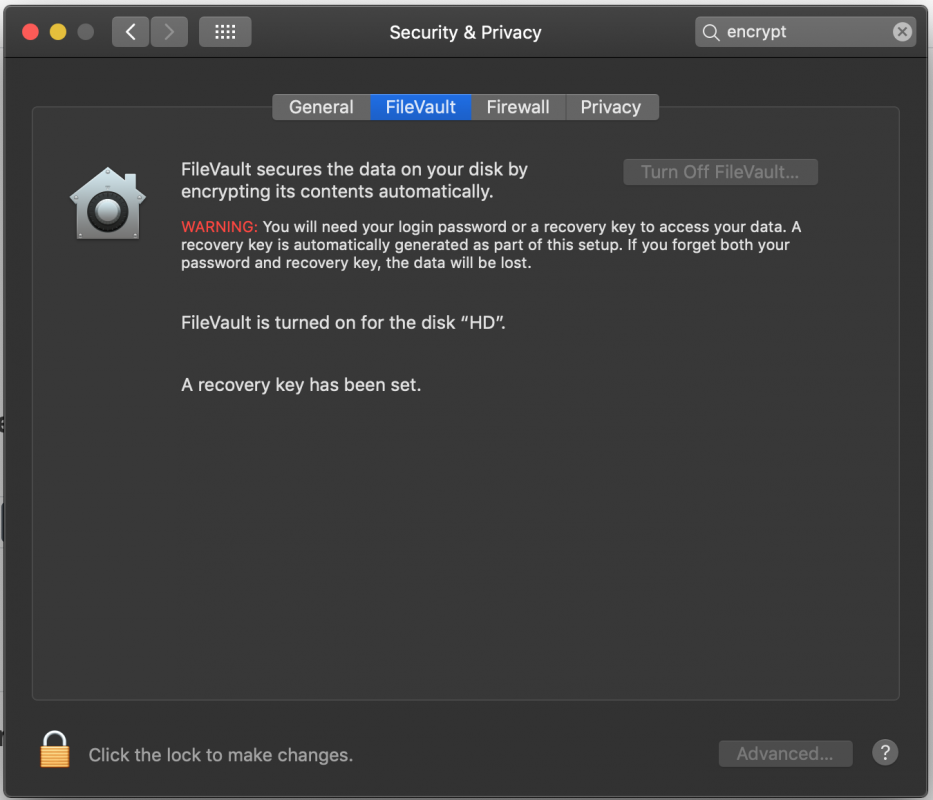 Security & Privacy
encrypt
General
FileVault
Firewall
Privacy
FileVault secures the data on your disk by
encrypting its contents automatically.
Turn Off FileVault...
WARNING: You will need your login password or a recovery key to access your data. A
recovery key is automatically generated as part of this setup. If you forget both your
password and recovery key, the data will be lost.
FileVault is turned on for the disk “HD”.
A recovery key has been set.
Click the lock to make changes.
Advanced...
?